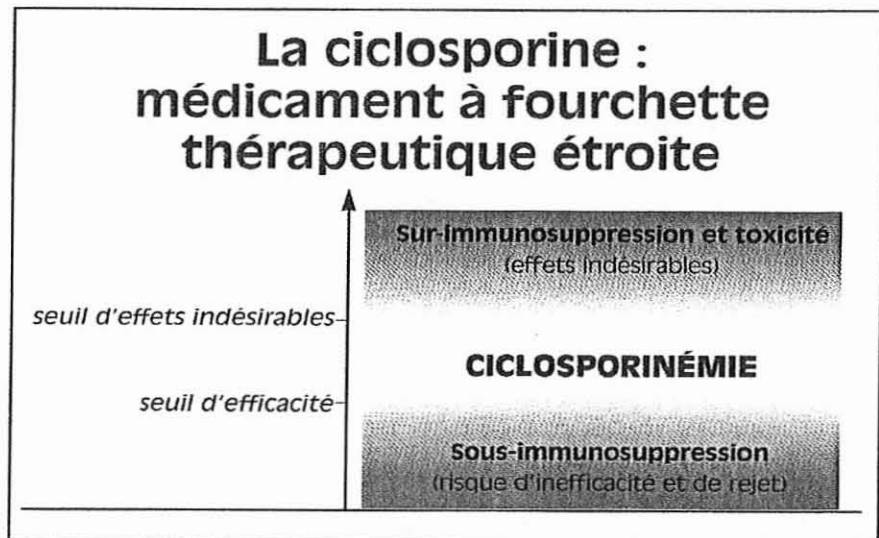 La ciclosporine :
médicament à fourchette
thérapeutique étroite
Sur-immunosuppression et toxicité
(effets indésirables)
seuil d'effets indésirables
CICLOSPORINÉMIE
seuil d'efficacité
Sous-immunosuppression
(risque d'inefficacité et de rejet)